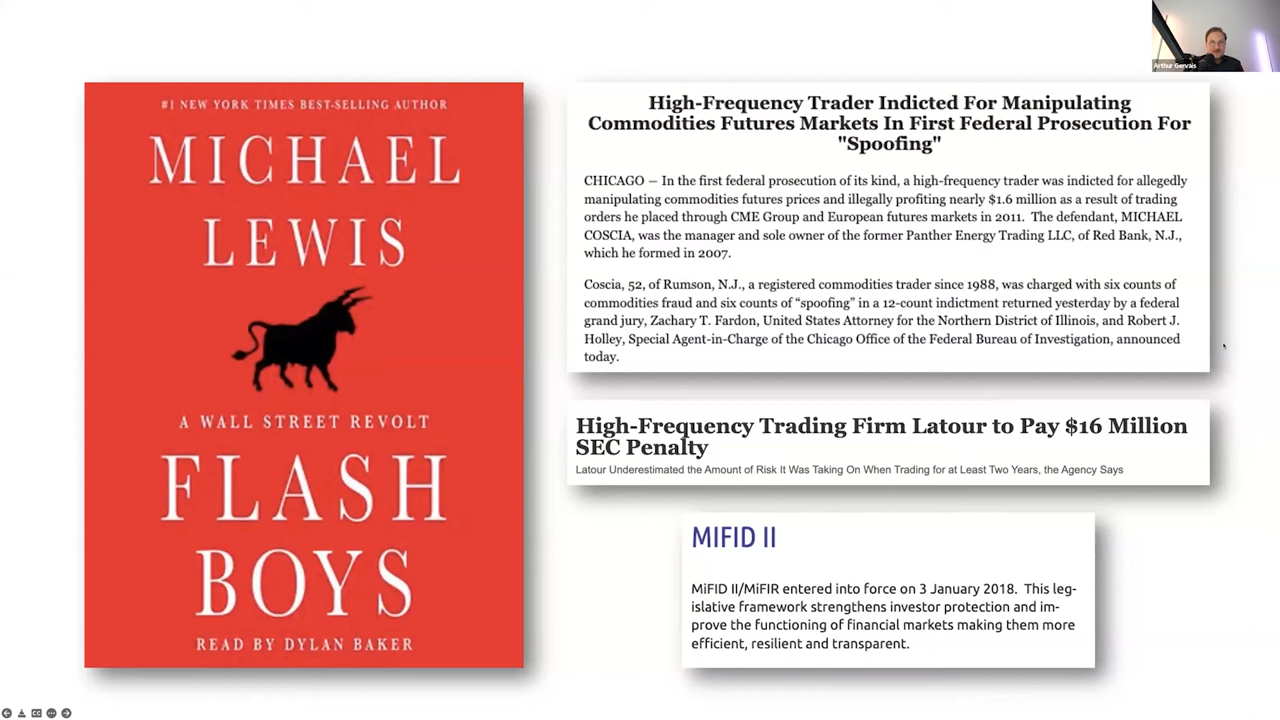 Arthur Gervais
#1 NEW YORK TIMES BEST-SELLING AUTHOR
MICHAEL
LEWIS
A WALL STREET REVOLT
FLASH
BOYS
READ BY DYLAN BAKER
High-Frequency Trader Indicted For Manipulating
Commodities Futures Markets In First Federal Prosecution For
"Spoofing"
CHICAGO — In the first federal prosecution of its kind, a high-frequency trader was indicted for allegedly
manipulating commodities futures prices and illegally profiting nearly $1.6 million as a result of trading
orders he placed through CME Group and European futures markets in 2011. The defendant, MICHAEL
COSCIA, was the manager and sole owner of the former Panther Energy Trading LLC, of Red Bank, N.J.,
which he formed in 2007.
Coscia, 52, of Rumson, N.J., a registered commodities trader since 1988, was charged with six counts of
commodities fraud and six counts of “spoofing” in a 12-count indictment returned yesterday by a federal
grand jury, Zachary T. Fardon, United States Attorney for the Northern District of Illinois, and Robert J.
Holley, Special Agent-in-Charge of the Chicago Office of the Federal Bureau of Investigation, announced
today.
High-Frequency Trading Firm Latour to Pay $16 Million
SEC Penalty
Latour Underestimated the Amount of Risk It Was Taking On When Trading for at Least Two Years, the Agency Says
MIFID II
MiFID II/MiFIR entered into force on 3 January 2018. This leg-
islative framework strengthens investor protection and im-
prove the functioning of financial markets making them more
efficient, resilient and transparent.